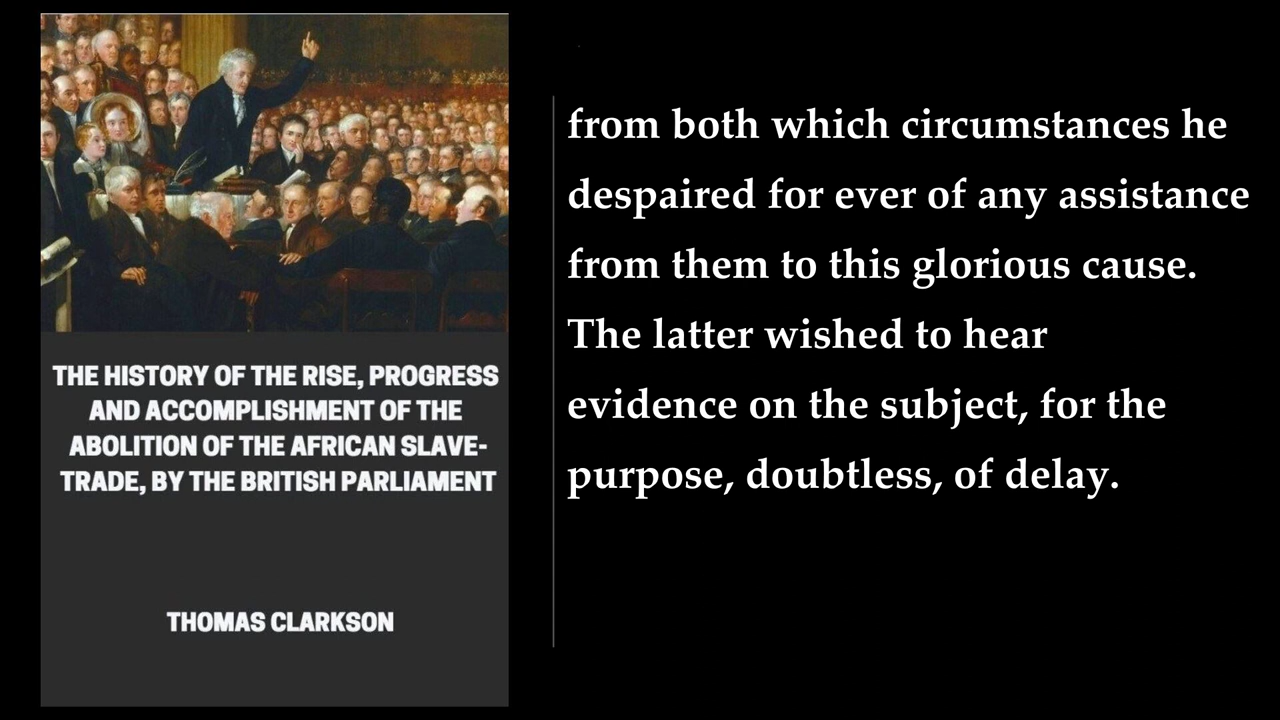 THE HISTORY OF THE RISE, PROGRESS
AND ACCOMPLISHMENT OF THE
ABOLITION OF THE AFRICAN SLAVE-
TRADE, BY THE BRITISH PARLIAMENT
THOMAS CLARKSON
from both which circumstances he
despaired for ever of any assistance
from them to this glorious cause.
The latter wished to hear
evidence on the subject, for the
purpose, doubtless, of delay.